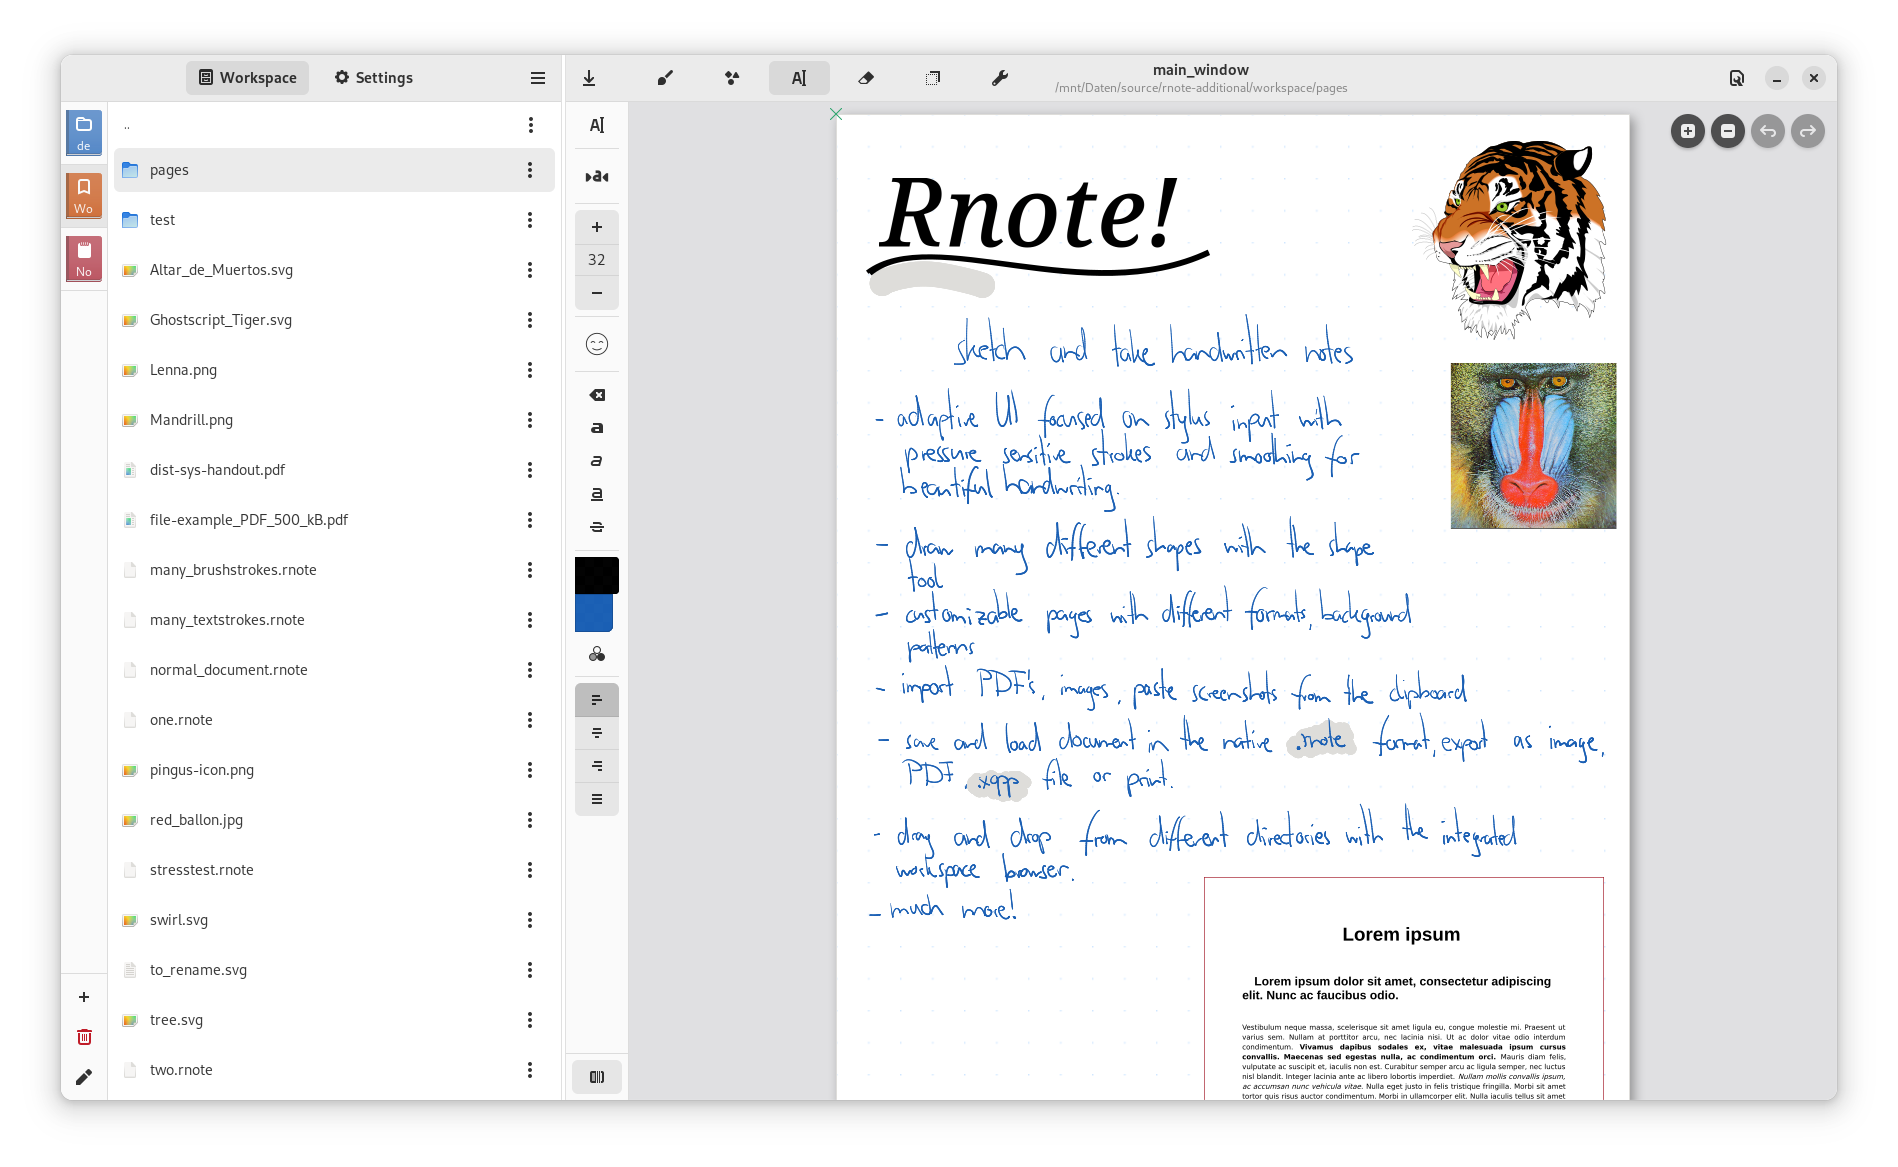 Workspace
Settings
main_window
/mnt/Daten/source/rnote-additional/workspace/pages
de
Wo
No
..
pages
test
Altar_de_Muertos.svg
Ghostscript_Tiger.svg
Lenna.png
Mandrill.png
dist-sys-handout.pdf
file-example_PDF_500_kB.pdf
many_brushstrokes.rnote
many_textstrokes.rnote
normal_document.rnote
one.rnote
pingus-icon.png
red_ballon.jpg
stresstest.rnote
swirl.svg
to_rename.svg
tree.svg
two.rnote
32
Rnote!
sketch and take handwritten notes
- adaptive UI focused on stylus input with
pressure sensitive strokes and smoothing for
beautiful handwriting.
- draw many different shapes with the shape
tool
- customizable pages with different formats, background
patterns
- import PDF's, images, paste screenshots from the clipboard
- save and load document in the native .rnote format, export as image,
PDF, .xopp file or print.
- drag and drop from different directories with the integrated
workspace browser.
- much more!
Lorem ipsum
Lorem ipsum dolor sit amet, consectetur adipiscing
elit. Nunc ac faucibus odio.
Vestibulum neque massa, scelerisque sit amet ligula eu, congue molestie mi. Praesent ut
varius sem. Nullam at porttitor arcu, nec lacinia nisi. Ut ac dolor vitae odio interdum
condimentum. Vivamus dapibus sodales ex, vitae malesuada ipsum cursus
convallis. Maecenas sed egestas nulla, ac condimentum orci. Mauris diam felis,
vulputate ac suscipit et, iaculis non est. Curabitur semper arcu ac ligula semper, nec luctus
nisl blandit. Integer lacinia ante ac libero lobortis imperdiet. Nullam mollis convallis ipsum,
ac accumsan nunc vehicula vitae. Nulla eget justo in felis tristique fringilla. Morbi sit amet
tortor quis risus auctor condimentum. Morbi in ullamcorper elit. Nulla iaculis tellus sit amet